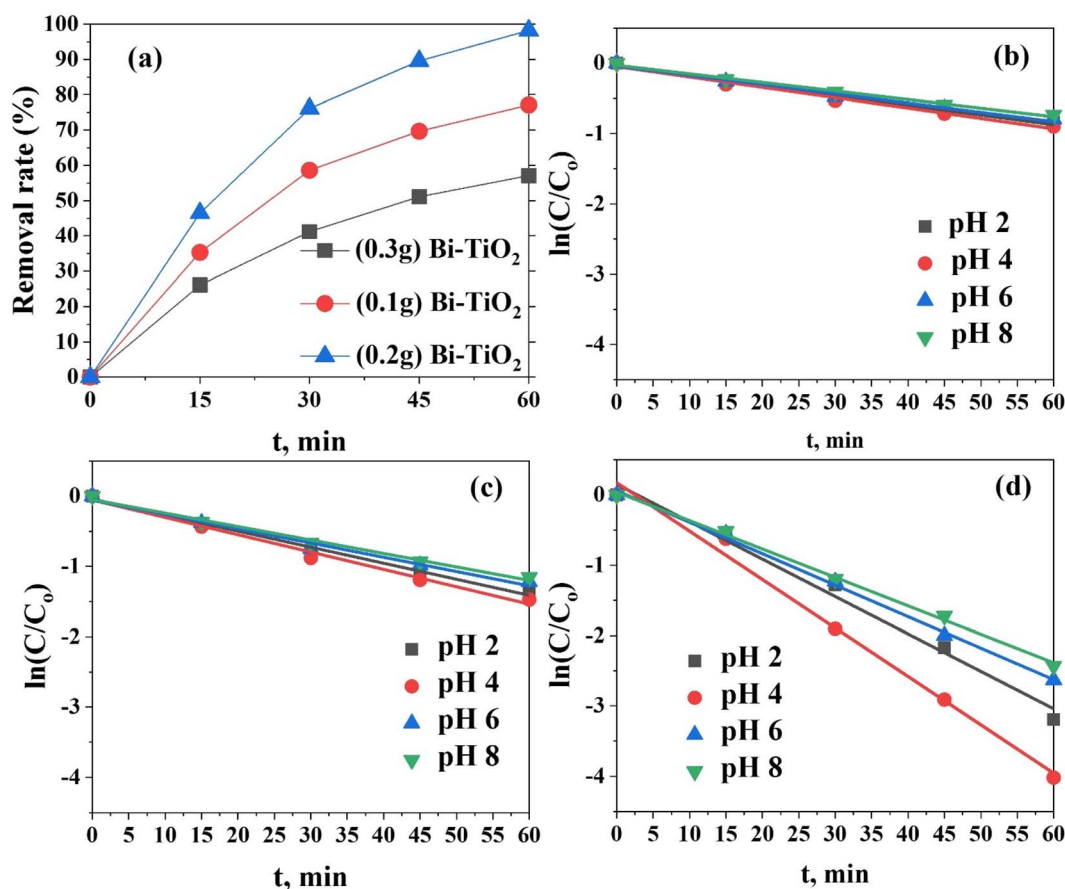 (a)
Removal rate (%)
100
90
80
70
60
50
40
30
20
10
0
0 15 30 45 60
t, min
(0.3g) Bi-TiO₂
(0.1g) Bi-TiO₂
(0.2g) Bi-TiO₂
(b)
ln(C/Cₒ)
0
-1
-2
-3
-4
0 5 10 15 20 25 30 35 40 45 50 55 60
t, min
pH 2
pH 4
pH 6
pH 8
(c)
ln(C/Cₒ)
0
-1
-2
-3
-4
0 5 10 15 20 25 30 35 40 45 50 55 60
t, min
pH 2
pH 4
pH 6
pH 8
(d)
ln(C/Cₒ)
0
-1
-2
-3
-4
0 5 10 15 20 25 30 35 40 45 50 55 60
t, min
pH 2
pH 4
pH 6
pH 8